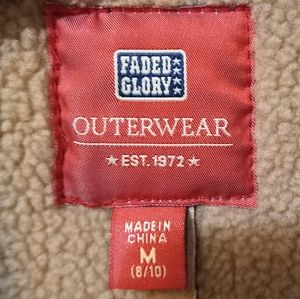 FADED
GLORY
OUTERWEAR
★ EST. 1972 ★
MADE IN
CHINA
M
(8/10)